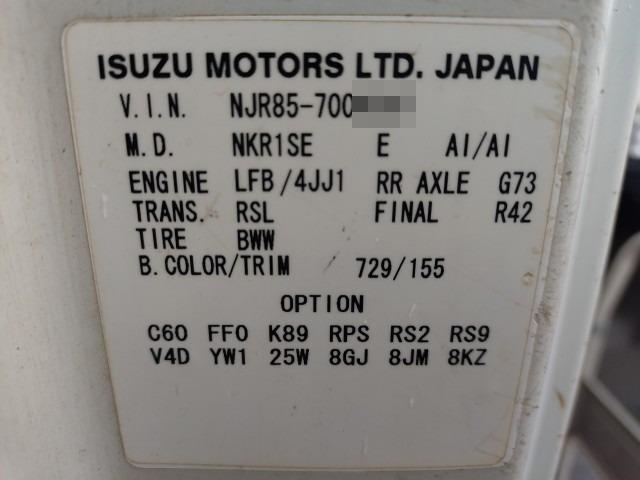 ISUZU MOTORS LTD. JAPAN
V.I.N. NJR85-700
M.D. NKR1SE E AI/AI
ENGINE LFB/4JJ1 RR AXLE G73
TRANS. RSL FINAL R42
TIRE BWW
B.COLOR/TRIM 729/155
OPTION
C60 FF0 K89 RPS RS2 RS9
V4D YW1 25W 8GJ 8JM 8KZ